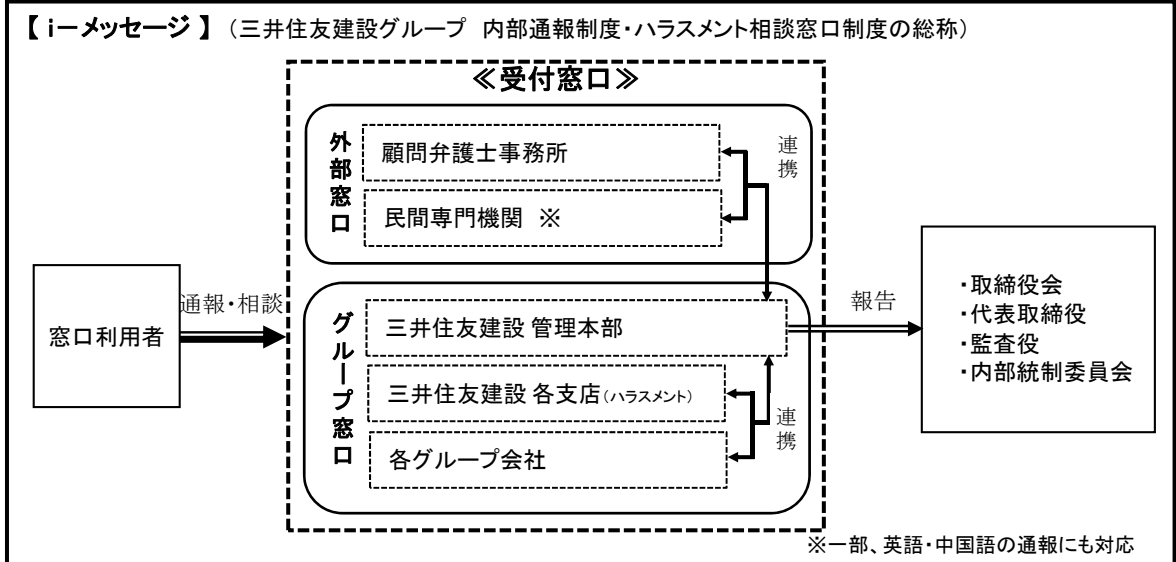 【 i－メッセージ 】 （三井住友建設グループ 内部通報制度・ハラスメント相談窓口制度の総称）
≪受付窓口≫
外部窓口
顧問弁護士事務所
民間専門機関 ※
連携
窓口利用者
通報・相談
グループ窓口
三井住友建設 管理本部
三井住友建設 各支店（ハラスメント）
各グループ会社
連携
報告
・取締役会
・代表取締役
・監査役
・内部統制委員会
※一部、英語・中国語の通報にも対応